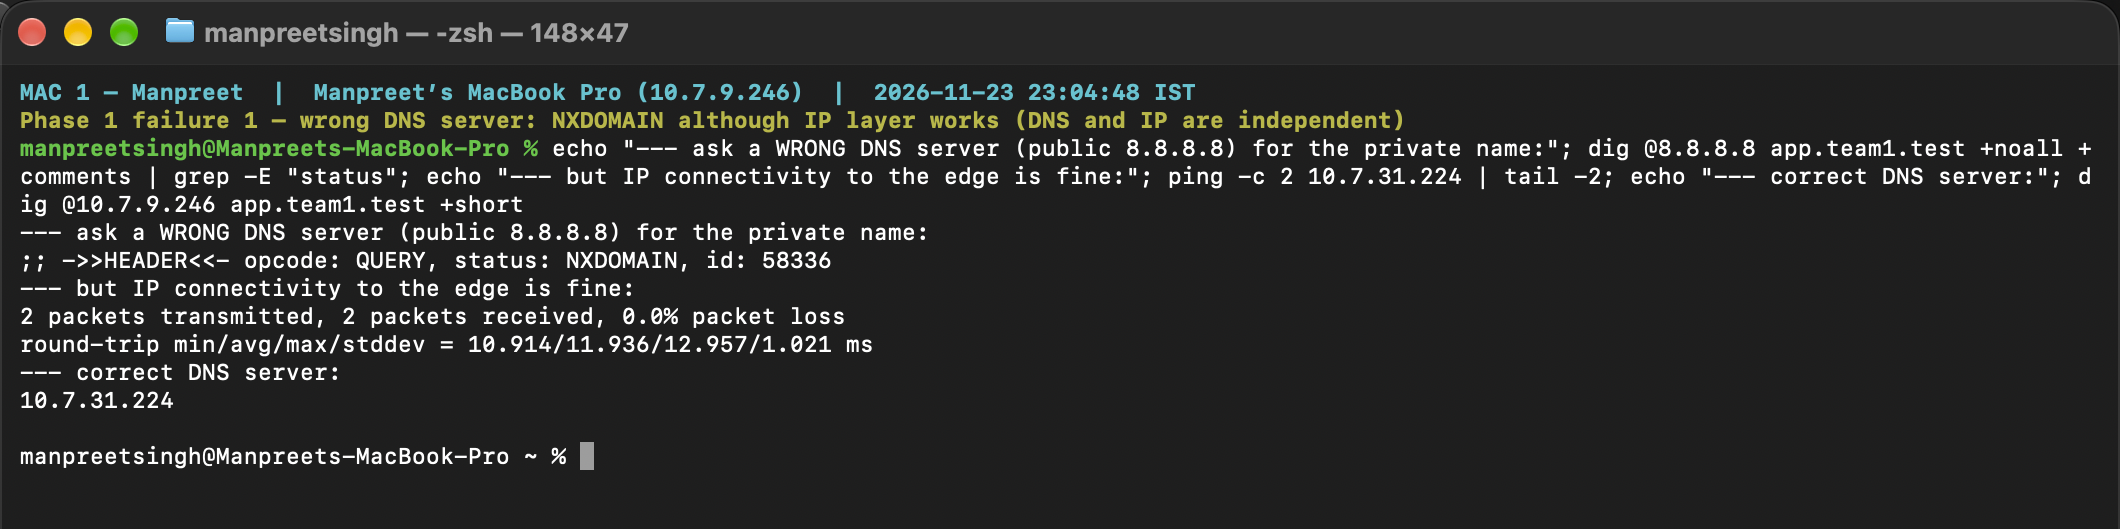 manpreetsingh — -zsh — 148×47
MAC 1 — Manpreet  |  Manpreet’s MacBook Pro (10.7.9.246)  |  2026-11-23 23:04:48 IST
Phase 1 failure 1 — wrong DNS server: NXDOMAIN although IP layer works (DNS and IP are independent)
manpreetsingh@Manpreets-MacBook-Pro % echo "--- ask a WRONG DNS server (public 8.8.8.8) for the private name:"; dig @8.8.8.8 app.team1.test +noall +
comments | grep -E "status"; echo "--- but IP connectivity to the edge is fine:"; ping -c 2 10.7.31.224 | tail -2; echo "--- correct DNS server:"; d
ig @10.7.9.246 app.team1.test +short
--- ask a WRONG DNS server (public 8.8.8.8) for the private name:
;; ->>HEADER<<- opcode: QUERY, status: NXDOMAIN, id: 58336
--- but IP connectivity to the edge is fine:
2 packets transmitted, 2 packets received, 0.0% packet loss
round-trip min/avg/max/stddev = 10.914/11.936/12.957/1.021 ms
--- correct DNS server:
10.7.31.224
manpreetsingh@Manpreets-MacBook-Pro ~ %